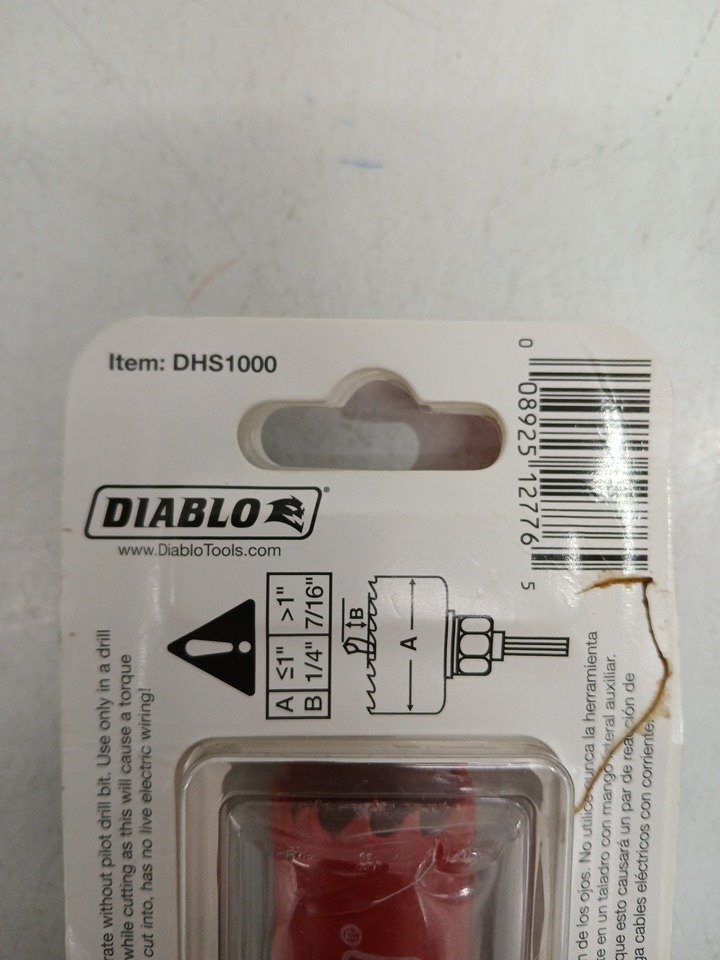 Item: DHS1000
0 08925 12776 5
DIABLO
www.DiabloTools.com
A ≤1" >1"
B 1/4" 7/16"
B
A
rate without pilot drill bit. Use only in a drill
while cutting as this will cause a torque
cut into, has no live electric wiring!
n de los ojos. No utilice nunca la herramienta
te en un taladro con mango lateral auxiliar.
que esto causará un par de reacción de
ga cables eléctricos con corriente.
®